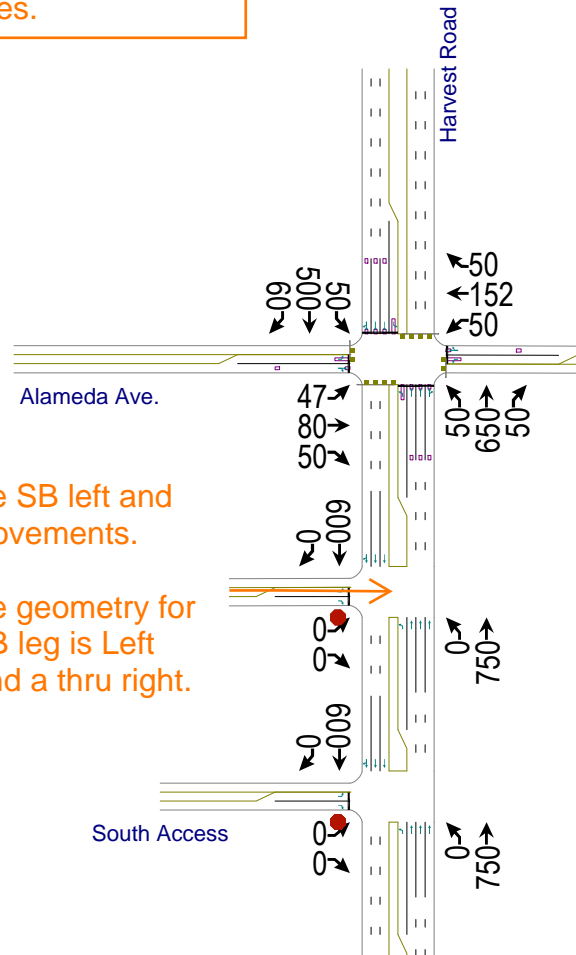 es.
Harvest Road
60 500 50
50
152
50
Alameda Ave.
47
80
50
50 650 50
e SB left and
ovements.
0 600
e geometry for
B leg is Left
nd a thru right.
0
0
0 750
0 600
South Access
0
0
0 750